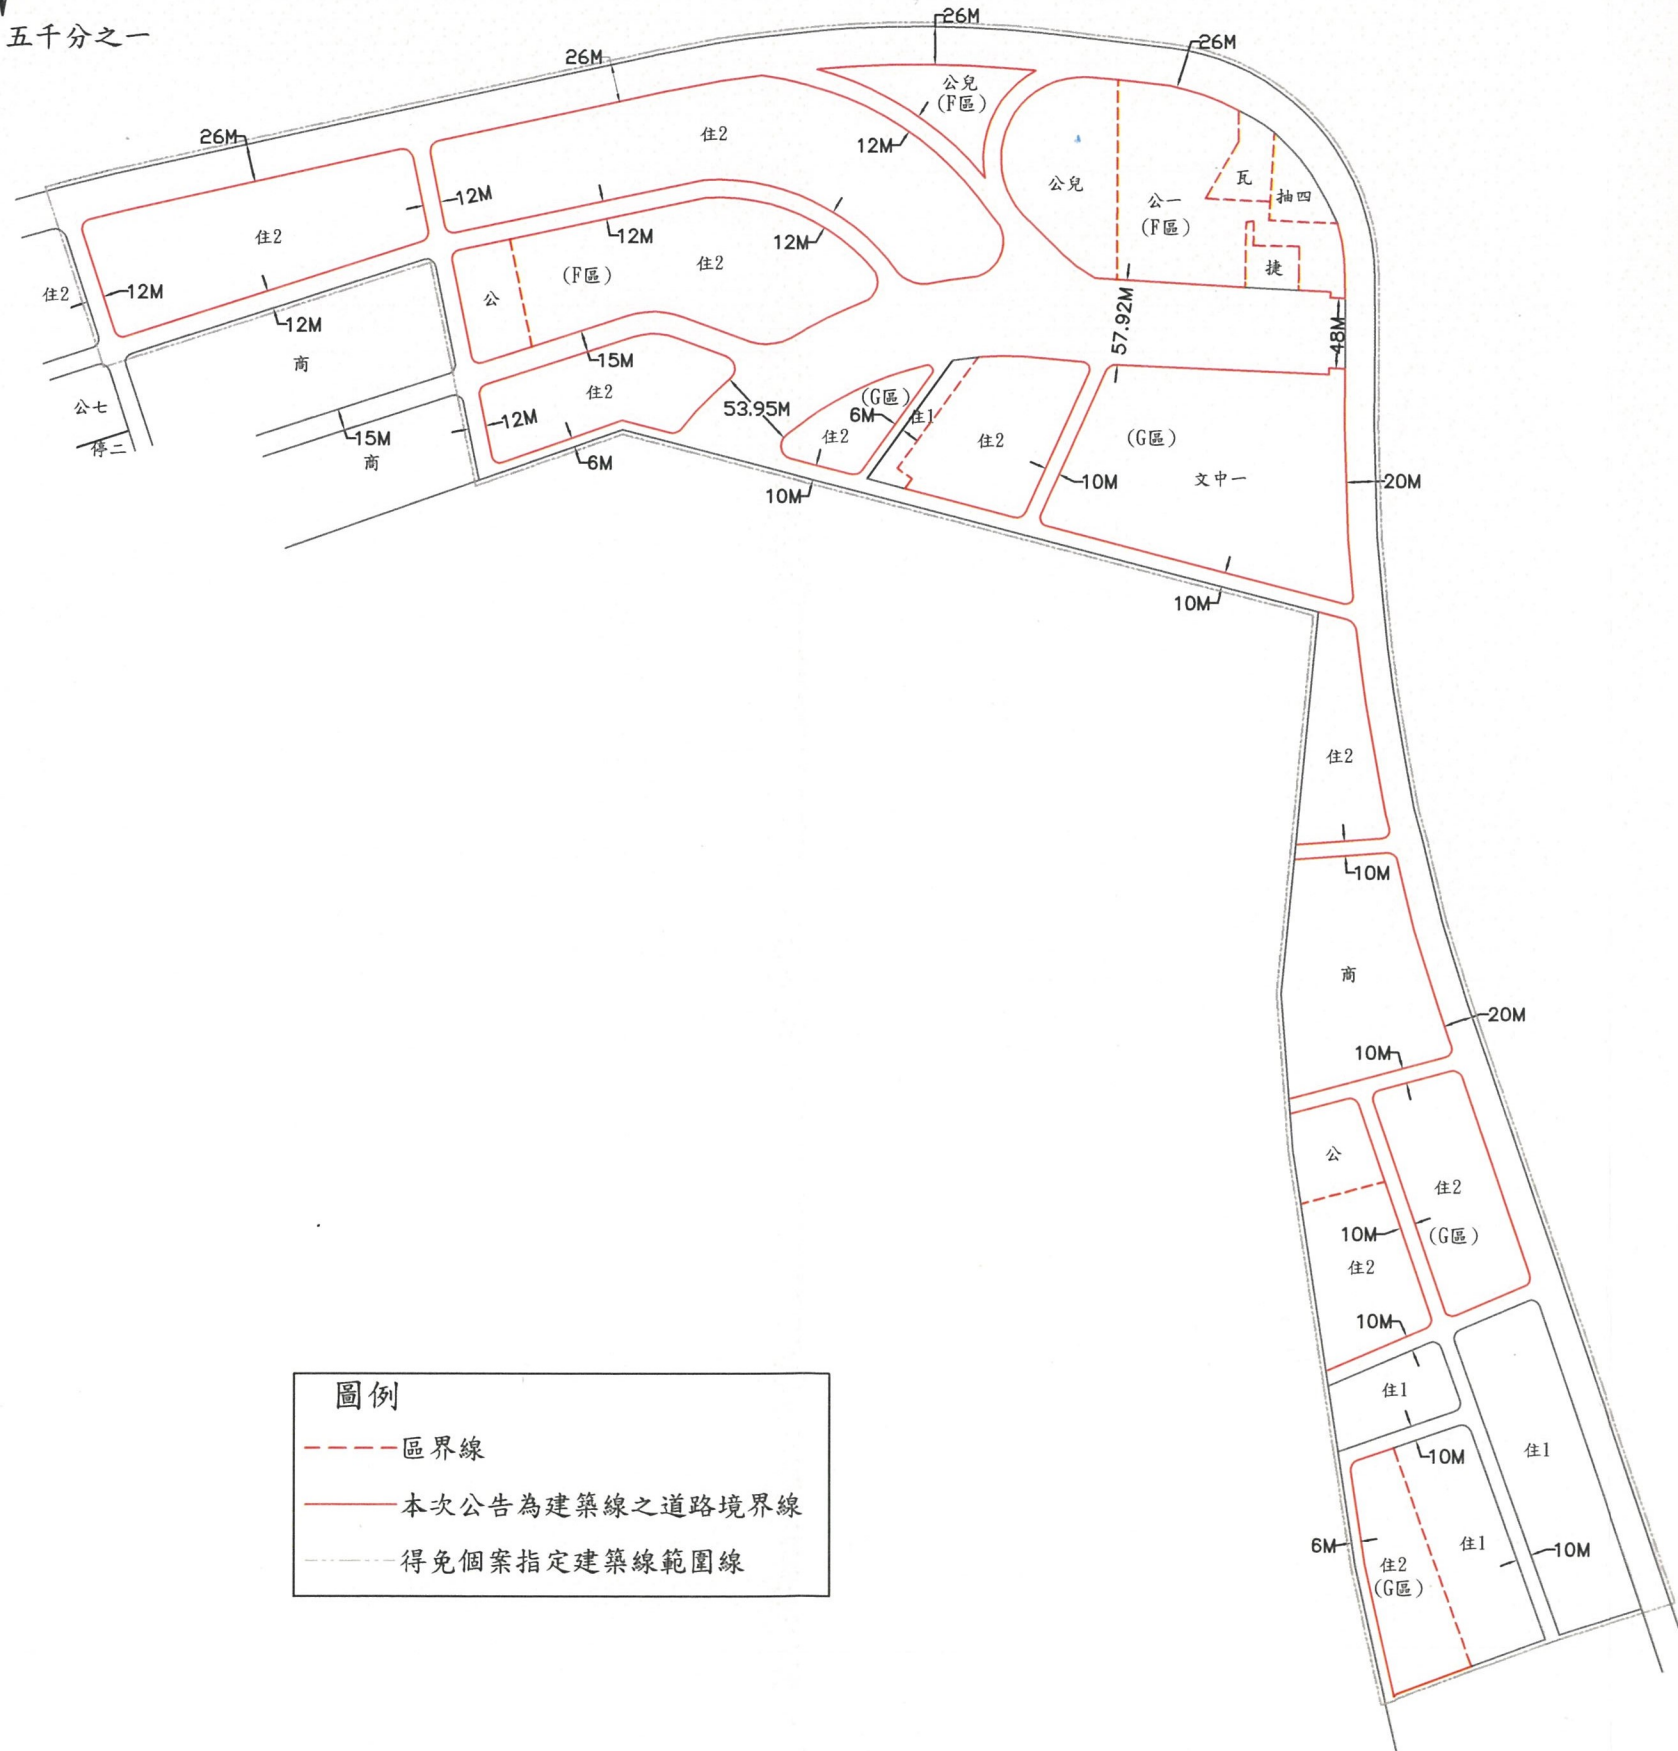 五千分之一
26M
26M
26M
26M
公兒
(F區)
住2
12M
12M
公兒
公一
(F區)
瓦
抽四
捷
住2
12M
12M
(F區)
住2
公
住2
12M
12M
商
15M
57.92M
48M
公七
停二
15M
商
住2
12M
6M
53.95M
(G區)
6M
住1
住2
住2
10M
(G區)
文中一
20M
10M
10M
住2
10M
商
20M
10M
公
住2
(G區)
10M
住2
10M
住1
10M
住1
6M
住2
(G區)
住1
10M
圖例
區界線
本次公告為建築線之道路境界線
得免個案指定建築線範圍線